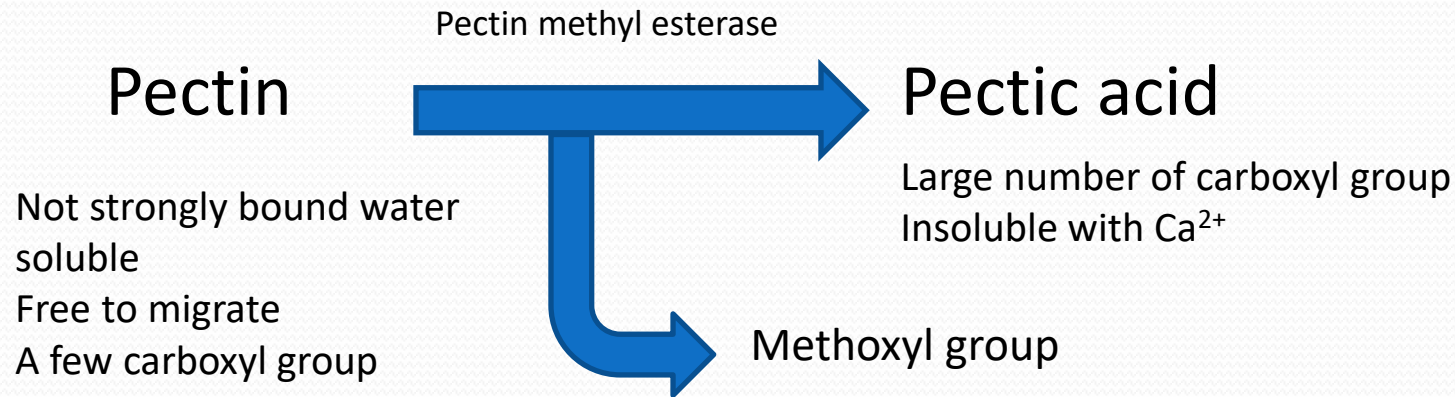 Pectin methyl esterase
Pectin
Pectic acid
Not strongly bound water
soluble
Free to migrate
A few carboxyl group
Large number of carboxyl group
Insoluble with Ca²⁺
Methoxyl group